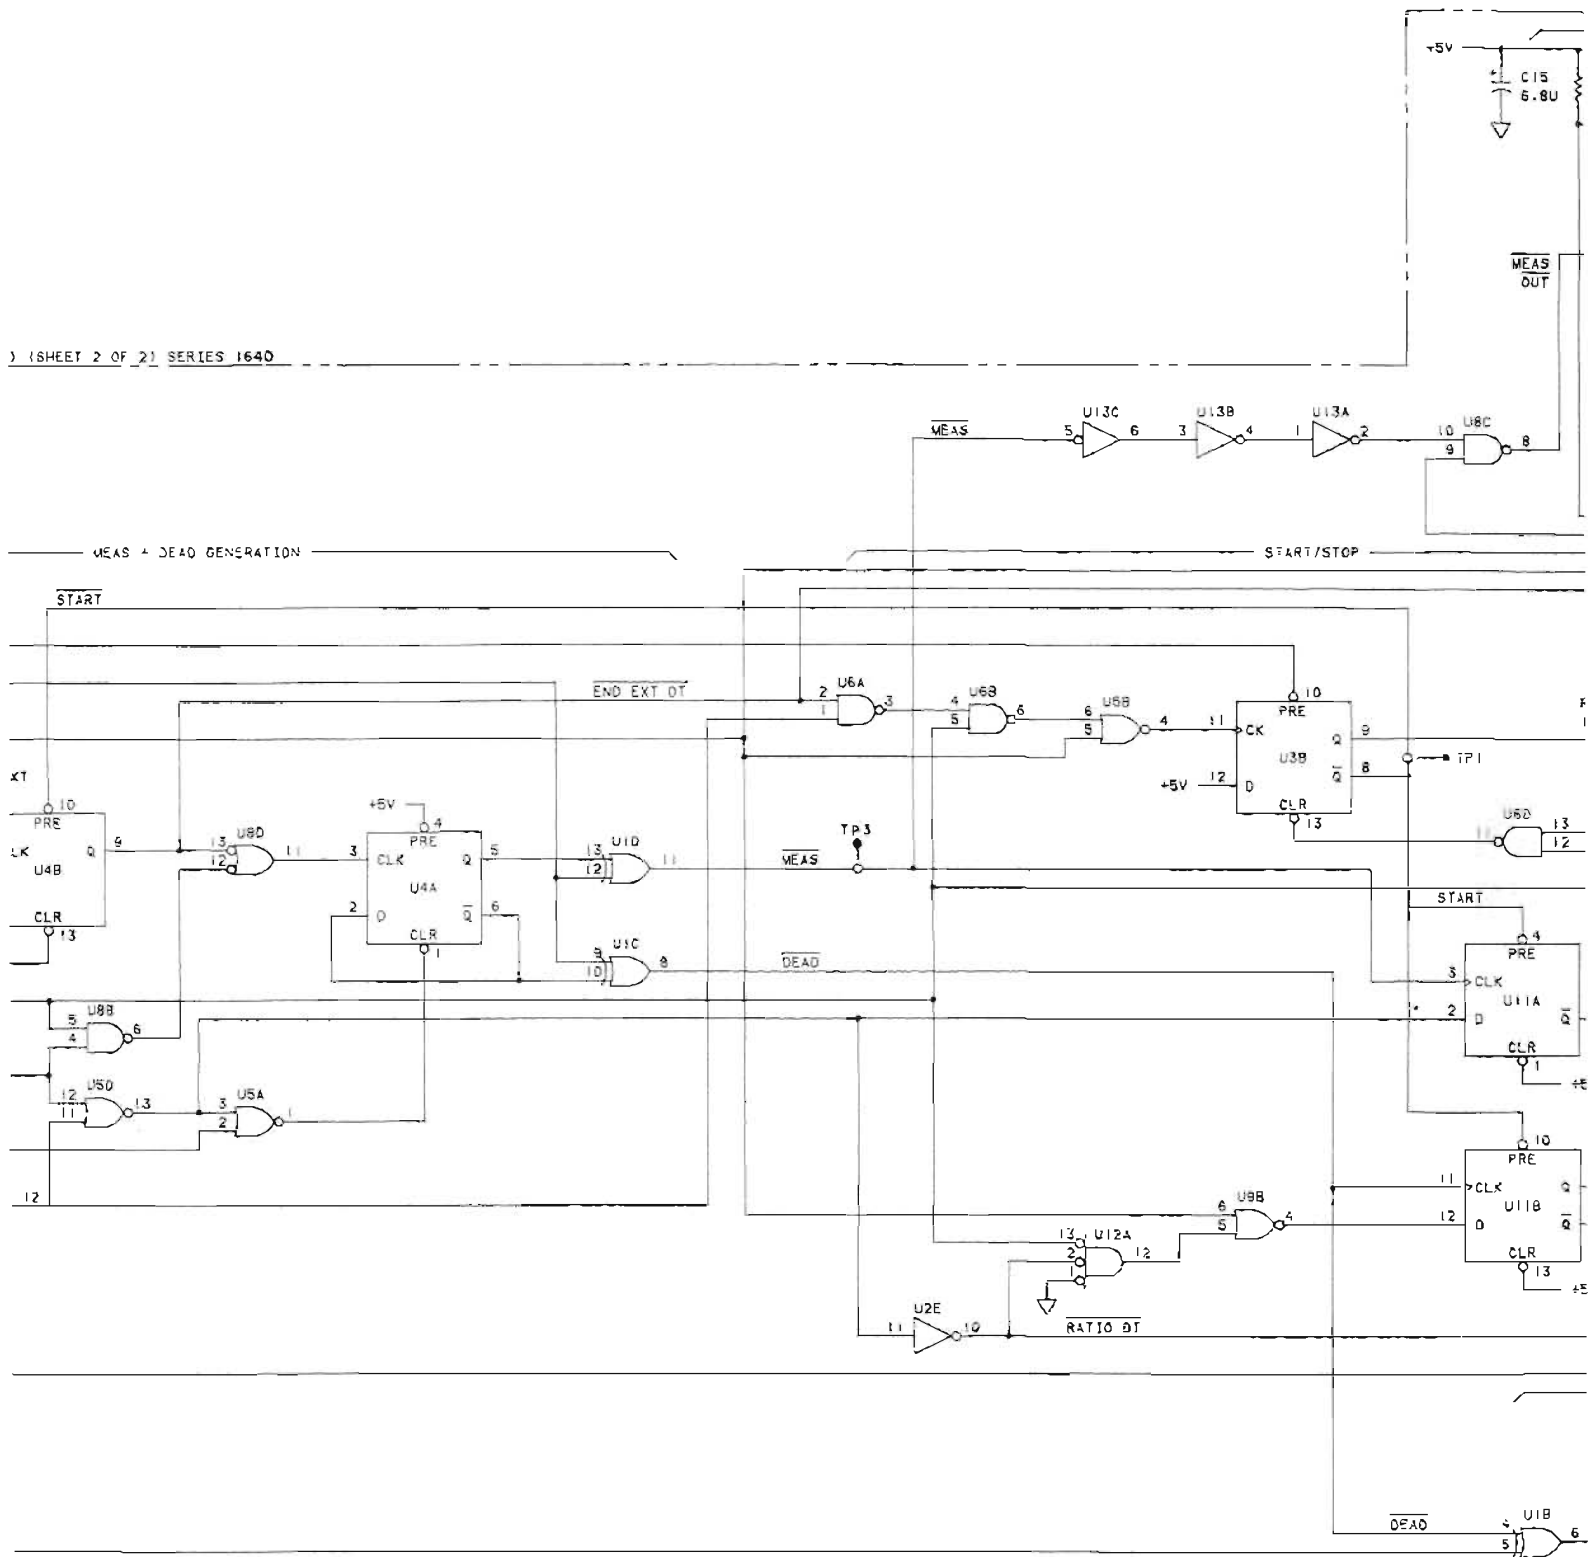 +5V
C15
6.8U
MEAS
OUT
) (SHEET 2 OF 2) SERIES 1640
MEAS
5 U13C 6
3 U13B 4
1 U13A 2
10 U8C
9 8
MEAS + DEAD GENERATION
START/STOP
START
END EXT DT
2 U6A
1 3
4 U6B
5 6
6 U5B
5 4
10
PRE
11 CK Q 9
U3B
+5V 12 D Q 8
CLR
13
TP1
U6D
11 13
12
XT
10
PRE
LK Q 9
U4B
CLR
13
13 U8D
12 11
+5V
4
PRE
3 CLK Q 5
U4A
2 D Q 6
CLR
1
13 U1D
12 11
MEAS
TP3
9 U1C
10 8
DEAD
START
4
PRE
3 CLK
U11A
2 D Q
CLR
1
+5
5 U8B
4 6
12 U5D
11 13
3 U5A
2 1
12
10
PRE
11 CLK Q
U11B
12 D Q
CLR
13
+5
6 U9B
5 4
13 U12A
2 12
1
U2E
11 10
RATIO DT
DEAD
4 U1B
5 6